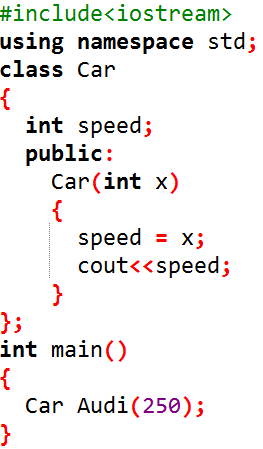 #include<iostream>
using namespace std;
class Car
{
  int speed;
  public:
    Car(int x)
    {
      speed = x;
      cout<<speed;
    }
};
int main()
{
  Car Audi(250);
}